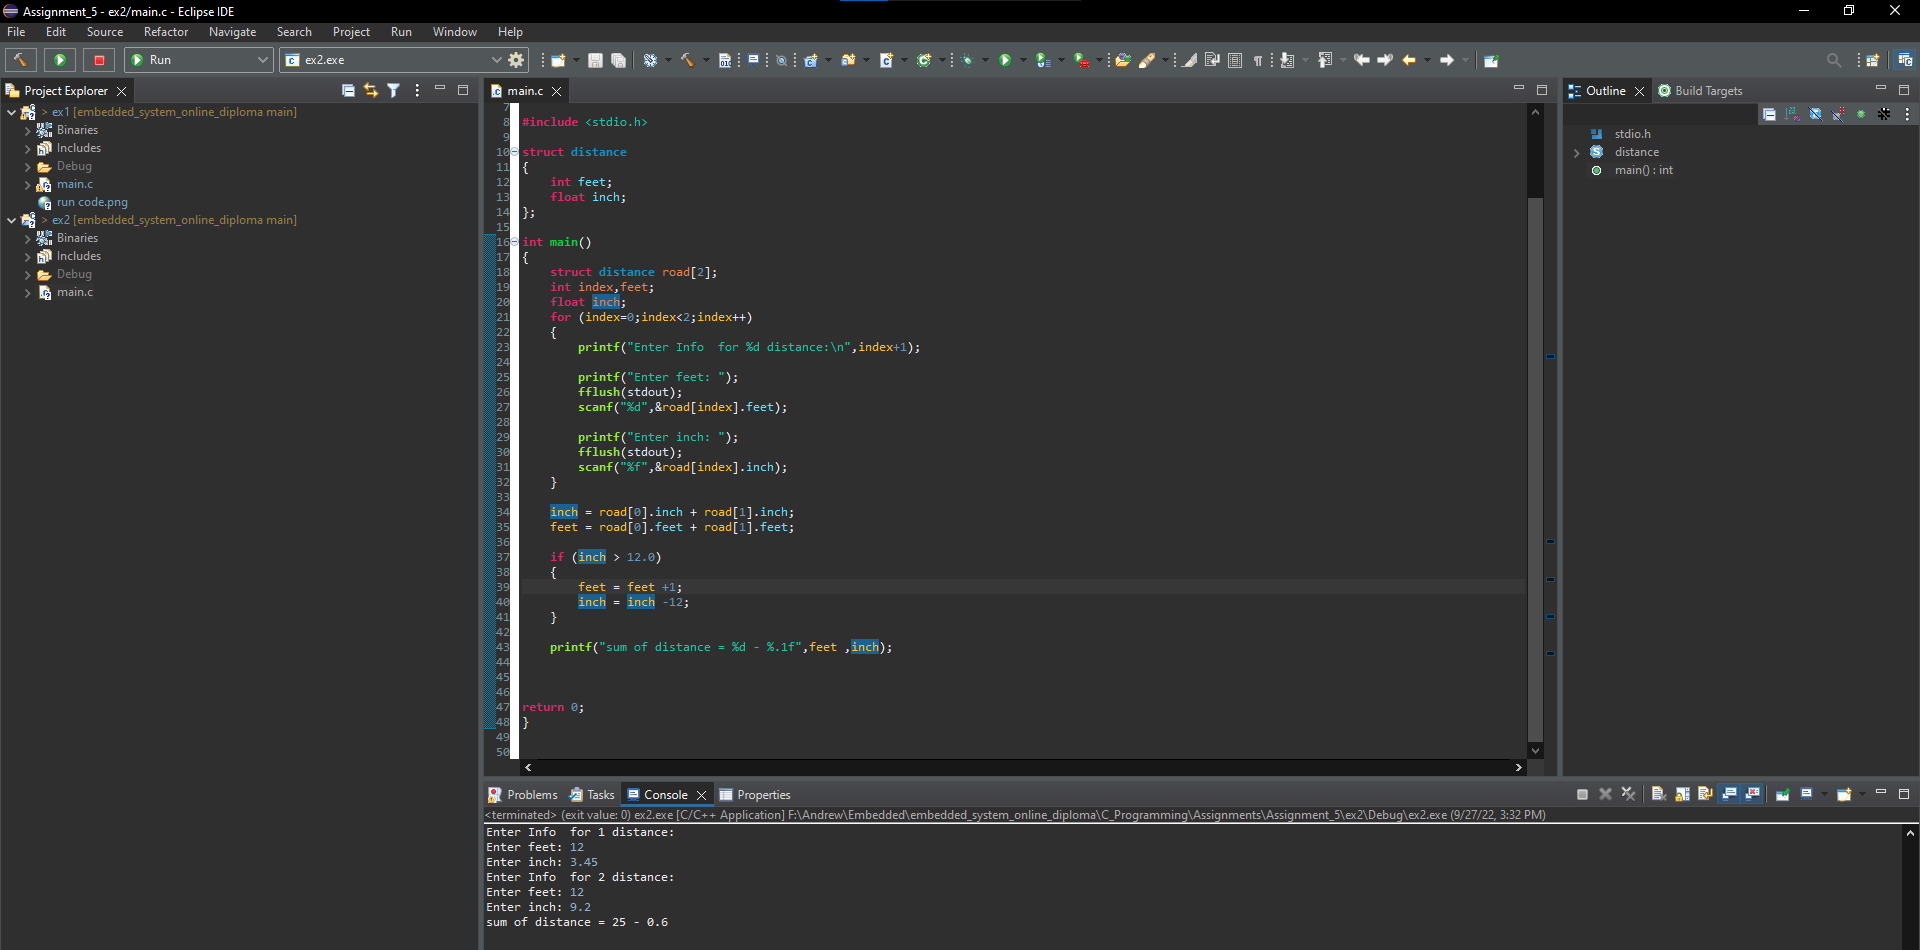 Assignment_5 - ex2/main.c - Eclipse IDE
File Edit Source Refactor Navigate Search Project Run Window Help
Run ex2.exe
Project Explorer
> ex1 [embedded_system_online_diploma main]
Binaries
Includes
Debug
main.c
run code.png
> ex2 [embedded_system_online_diploma main]
Binaries
Includes
Debug
main.c
main.c
7
8 #include <stdio.h>
9
10 struct distance
11 {
12 int feet;
13 float inch;
14 };
15
16 int main()
17 {
18 struct distance road[2];
19 int index,feet;
20 float inch;
21 for (index=0;index<2;index++)
22 {
23 printf("Enter Info  for %d distance:\n",index+1);
24
25 printf("Enter feet: ");
26 fflush(stdout);
27 scanf("%d",&road[index].feet);
28
29 printf("Enter inch: ");
30 fflush(stdout);
31 scanf("%f",&road[index].inch);
32 }
33
34 inch = road[0].inch + road[1].inch;
35 feet = road[0].feet + road[1].feet;
36
37 if (inch > 12.0)
38 {
39 feet = feet +1;
40 inch = inch -12;
41 }
42
43 printf("sum of distance = %d - %.1f",feet ,inch);
44
45
46
47 return 0;
48 }
49
50
Outline Build Targets
stdio.h
distance
main() : int
Problems Tasks Console Properties
<terminated> (exit value: 0) ex2.exe [C/C++ Application] F:\Andrew\Embedded\embedded_system_online_diploma\C_Programming\Assignments\Assignment_5\ex2\Debug\ex2.exe (9/27/22, 3:32 PM)
Enter Info  for 1 distance:
Enter feet: 12
Enter inch: 3.45
Enter Info  for 2 distance:
Enter feet: 12
Enter inch: 9.2
sum of distance = 25 - 0.6